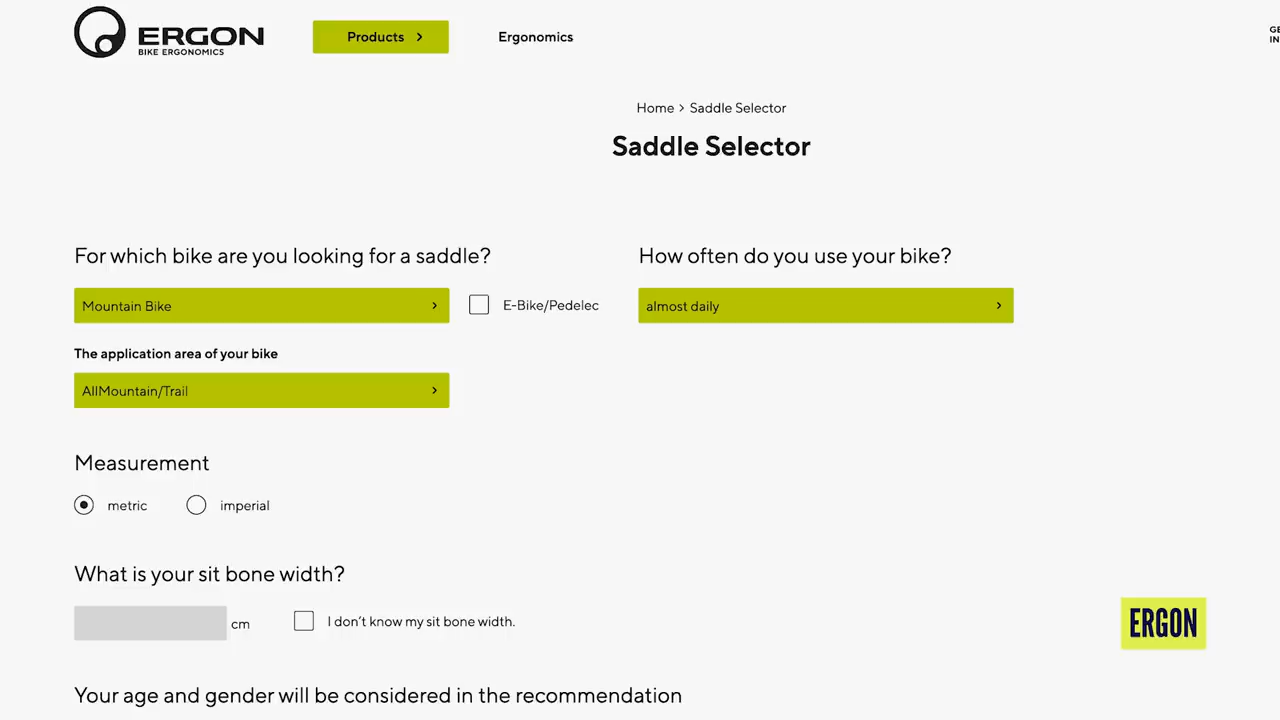 ERGON
BIKE ERGONOMICS
Products
Ergonomics
GE
IN
Home > Saddle Selector
Saddle Selector
For which bike are you looking for a saddle?
How often do you use your bike?
Mountain Bike
E-Bike/Pedelec
almost daily
The application area of your bike
AllMountain/Trail
Measurement
metric
imperial
What is your sit bone width?
cm
I don't know my sit bone width.
ERGON
Your age and gender will be considered in the recommendation